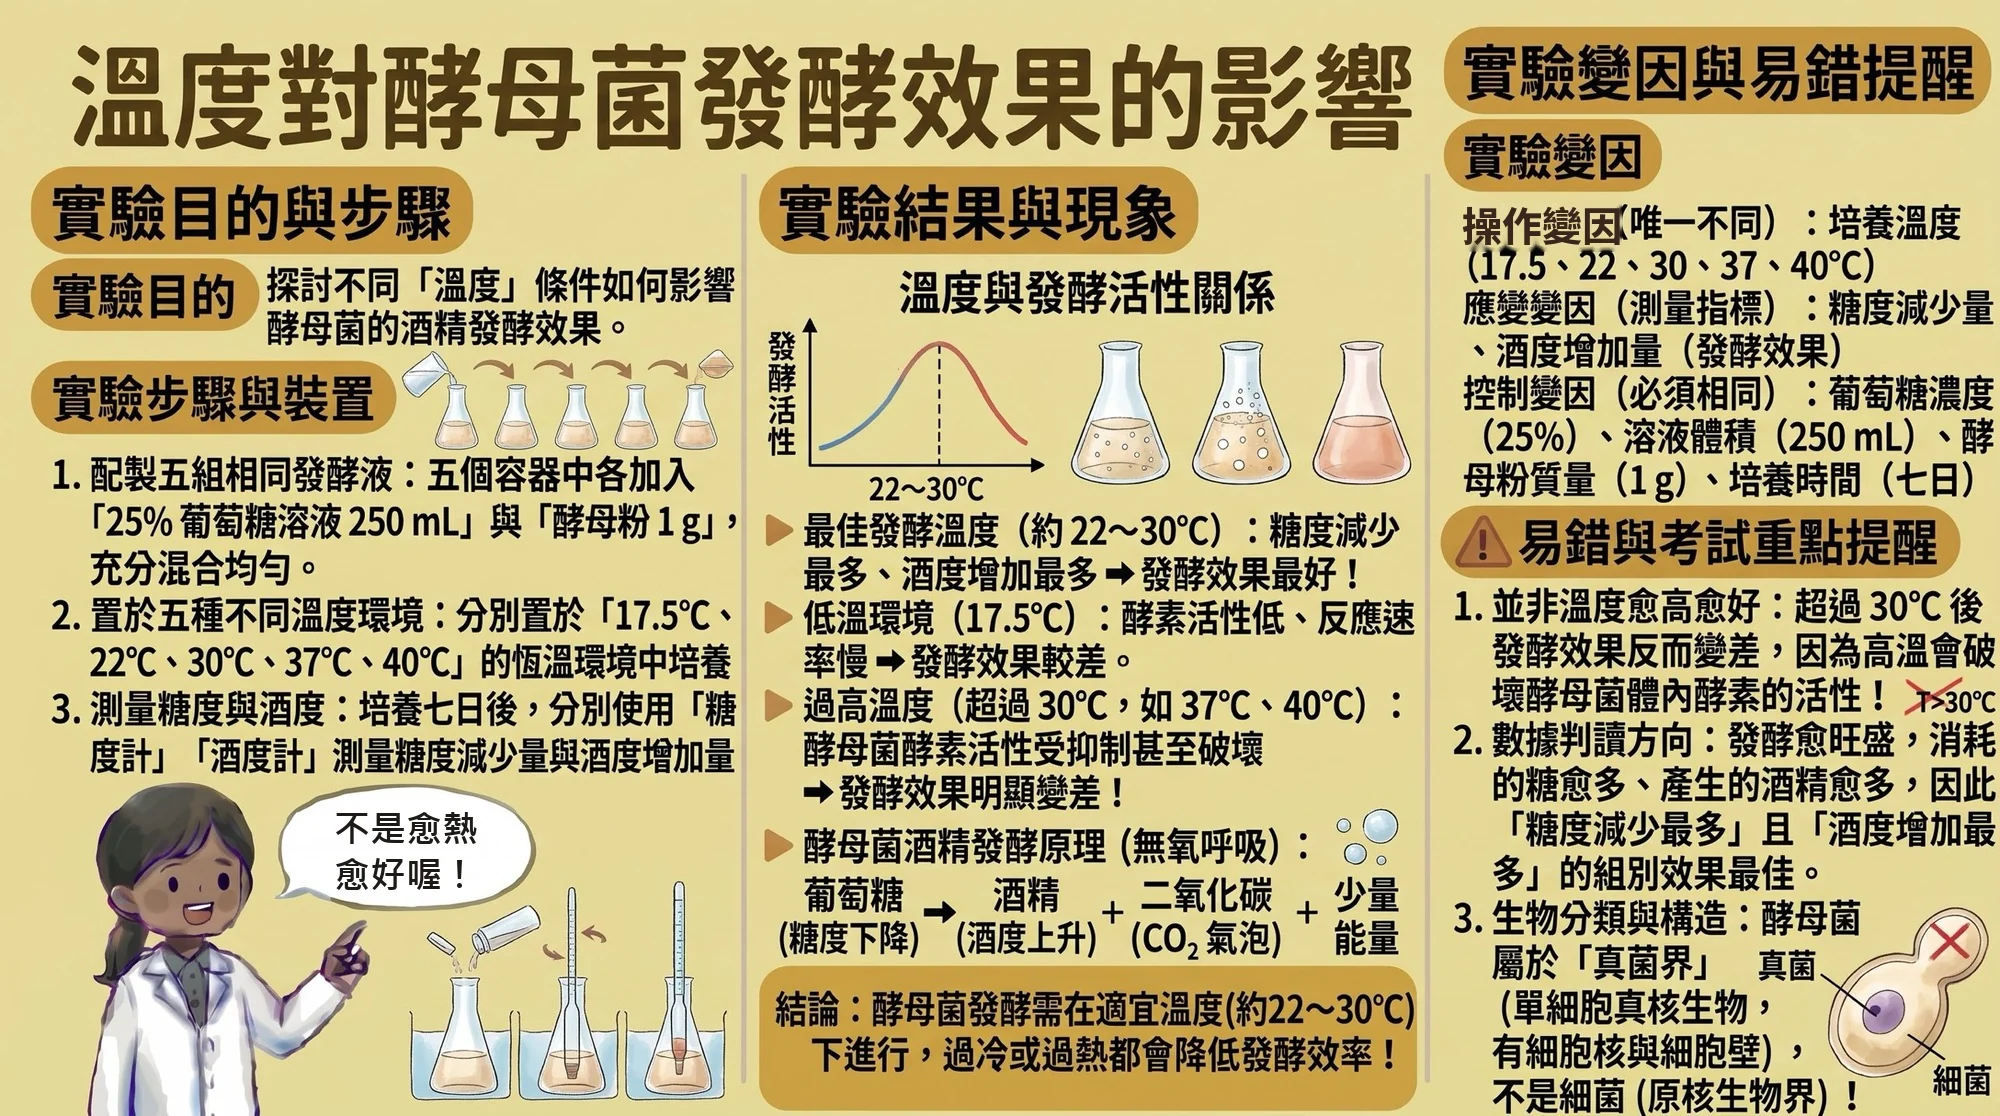 溫度對酵母菌發酵效果的影響
實驗目的與步驟
實驗目的
探討不同「溫度」條件如何影響
酵母菌的酒精發酵效果。
實驗步驟與裝置
1. 配製五組相同發酵液：五個容器中各加入
「25% 葡萄糖溶液 250 mL」與「酵母粉 1 g」，
充分混合均勻。
2. 置於五種不同溫度環境：分別置於「17.5℃、
22℃、30℃、37℃、40℃」的恆溫環境中培養
3. 測量糖度與酒度：培養七日後，分別使用「糖
度計」「酒度計」測量糖度減少量與酒度增加量
不是愈熱
愈好喔！
實驗結果與現象
溫度與發酵活性關係
發酵活性
22～30℃
最佳發酵溫度（約 22～30℃）：糖度減少
最多、酒度增加最多 ➡ 發酵效果最好！
低溫環境（17.5℃）：酵素活性低、反應速
率慢 ➡ 發酵效果較差。
過高溫度（超過 30℃，如 37℃、40℃）：
酵母菌酵素活性受抑制甚至破壞
➡ 發酵效果明顯變差！
酵母菌酒精發酵原理 (無氧呼吸)：
葡萄糖 ➡ 酒精 + 二氧化碳 + 少量
(糖度下降) (酒度上升) (CO₂ 氣泡) 能量
結論：酵母菌發酵需在適宜溫度(約22～30℃)
下進行，過冷或過熱都會降低發酵效率！
實驗變因與易錯提醒
實驗變因
操作變因（唯一不同）：培養溫度
(17.5、22、30、37、40℃)
應變變因（測量指標）：糖度減少量
、酒度增加量（發酵效果）
控制變因（必須相同）：葡萄糖濃度
（25%）、溶液體積（250 mL）、酵
母粉質量（1 g）、培養時間（七日）
易錯與考試重點提醒
1. 並非溫度愈高愈好：超過 30℃ 後
發酵效果反而變差，因為高溫會破
壞酵母菌體內酵素的活性！
T>30℃
2. 數據判讀方向：發酵愈旺盛，消耗
的糖愈多、產生的酒精愈多，因此
「糖度減少最多」且「酒度增加最
多」的組別效果最佳。
3. 生物分類與構造：酵母菌
屬於「真菌界」
(單細胞真核生物，
有細胞核與細胞壁)，
不是細菌 (原核生物界)！
真菌
細菌